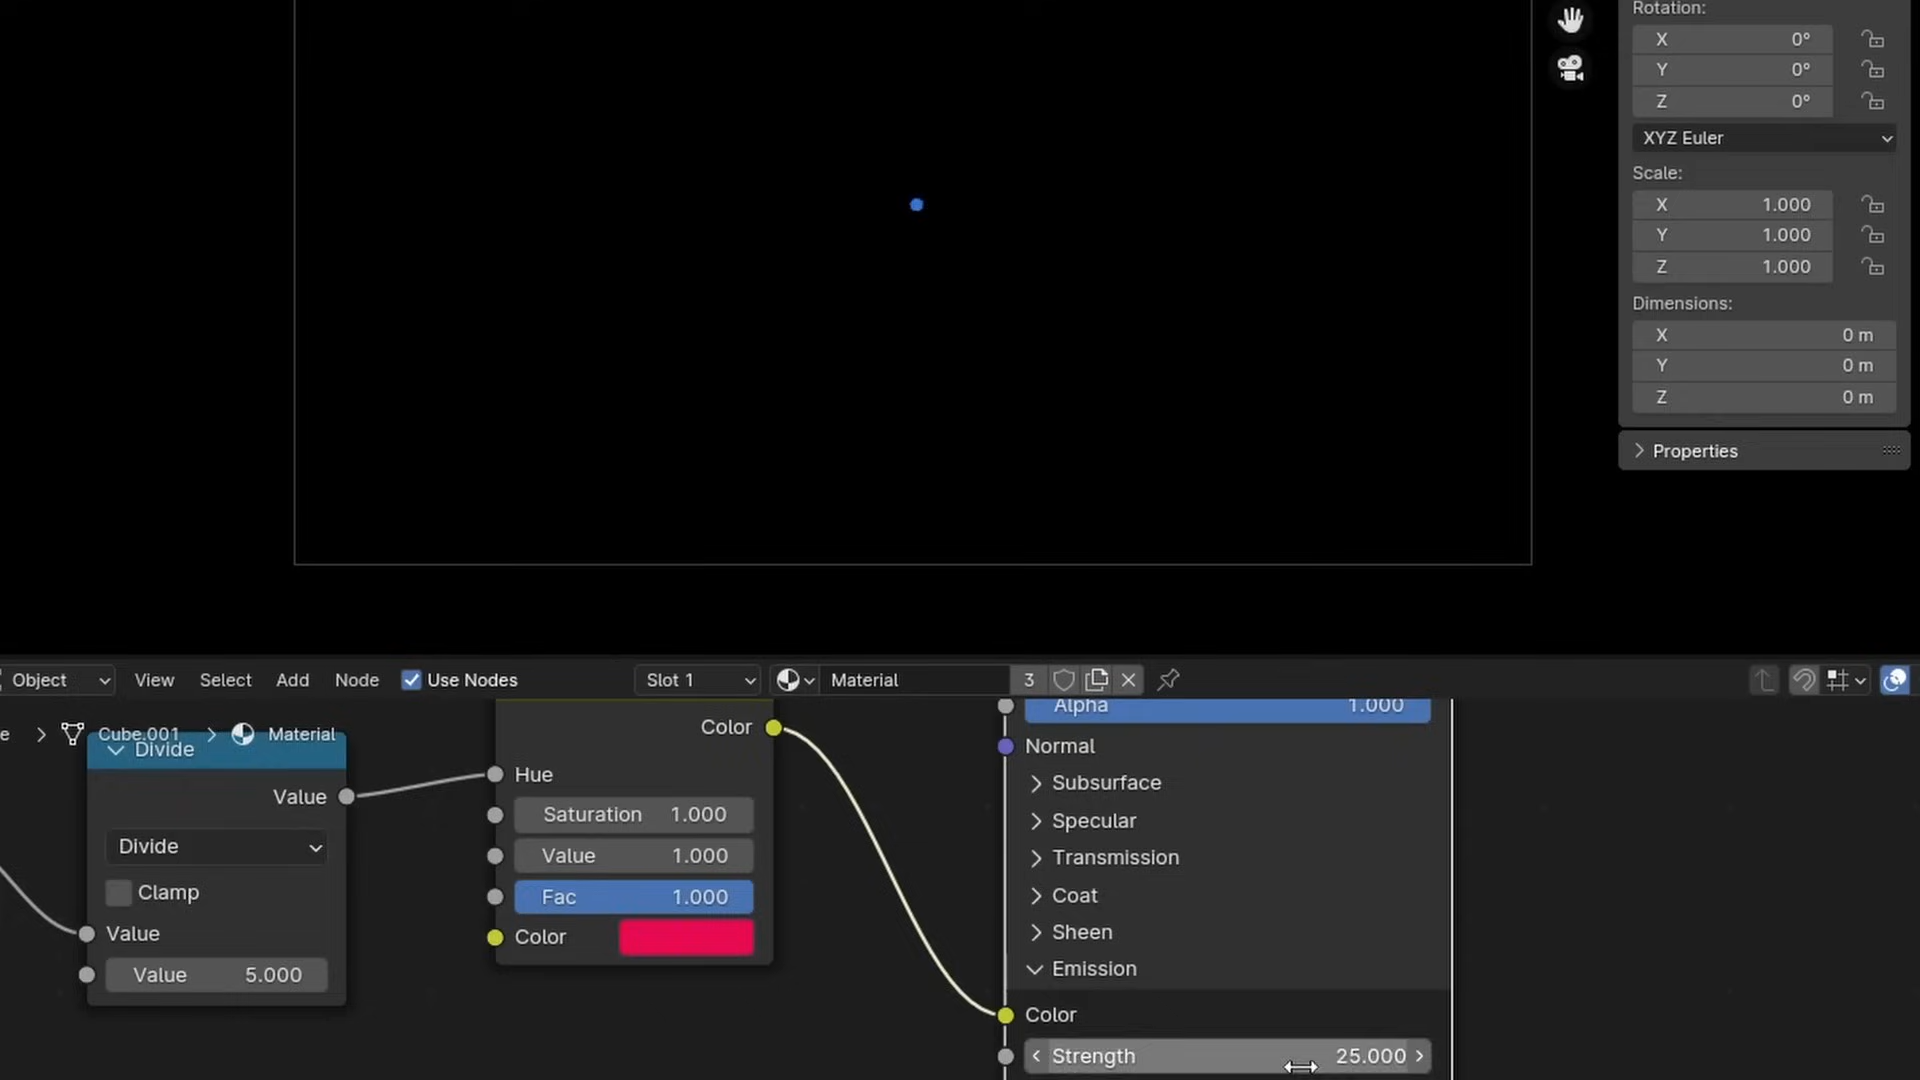 Rotation:
X 0°
Y 0°
Z 0°
XYZ Euler
Scale:
X 1.000
Y 1.000
Z 1.000
Dimensions:
X 0 m
Y 0 m
Z 0 m
Properties
Object View Select Add Node Use Nodes Slot 1 Material 3
e > Cube.001 > Material
Divide
Value
Divide
Clamp
Value
Value 5.000
Color
Hue
Saturation 1.000
Value 1.000
Fac 1.000
Color
Alpha 1.000
Normal
Subsurface
Specular
Transmission
Coat
Sheen
Emission
Color
Strength 25.000